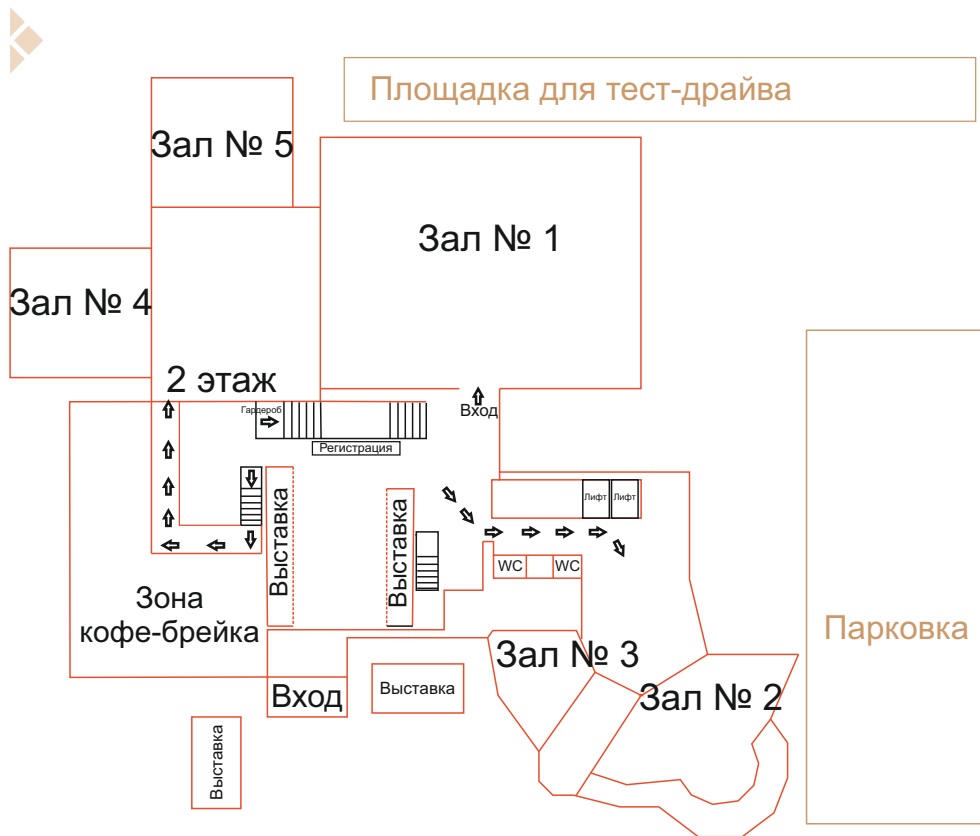 Площадка для тест-драйва
Зал № 5
Зал № 1
Зал № 4
2 этаж
Гардероб
Вход
Регистрация
Выставка
Выставка
Лифт
Лифт
WC
WC
Зона
кофе-брейка
Парковка
Зал № 3
Зал № 2
Вход
Выставка
Выставка